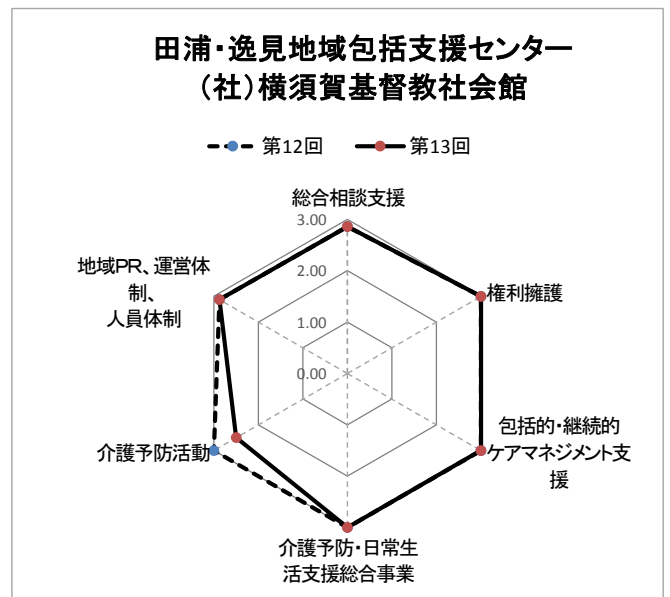 田浦・逸見地域包括支援センター
（社）横須賀基督教社会館
第12回
第13回
総合相談支援
3.00
2.00
1.00
0.00
権利擁護
包括的・継続的
ケアマネジメント支
援
介護予防・日常生
活支援総合事業
介護予防活動
地域PR、運営体
制、
人員体制